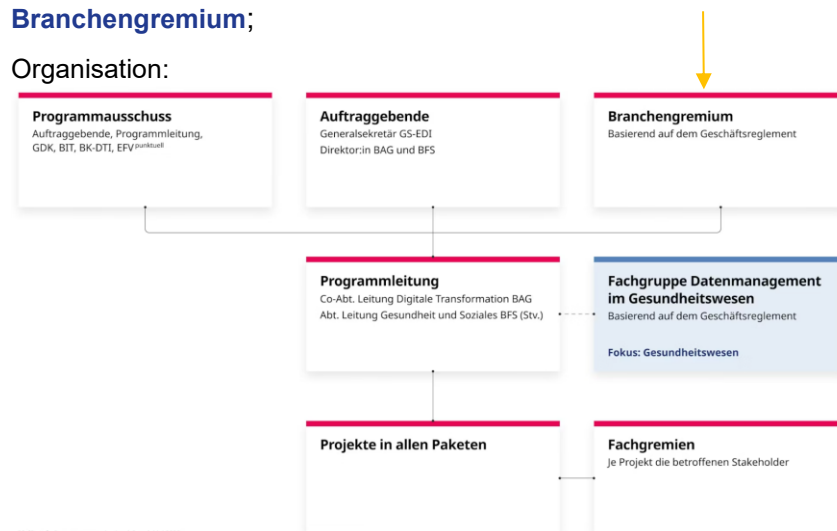 Branchengremium;
Organisation:
Programmausschuss
Auftraggebende, Programmleitung,
GDK, BIT, BK-DTI, EFV punktuell
Auftraggebende
Generalsekretär GS-EDI
Direktor:in BAG und BFS
Branchengremium
Basierend auf dem Geschäftsreglement
Programmleitung
Co-Abt. Leitung Digitale Transformation BAG
Abt. Leitung Gesundheit und Soziales BFS (Stv.)
Fachgruppe Datenmanagement
im Gesundheitswesen
Basierend auf dem Geschäftsreglement
Fokus: Gesundheitswesen
Projekte in allen Paketen
Fachgremien
Je Projekt die betroffenen Stakeholder